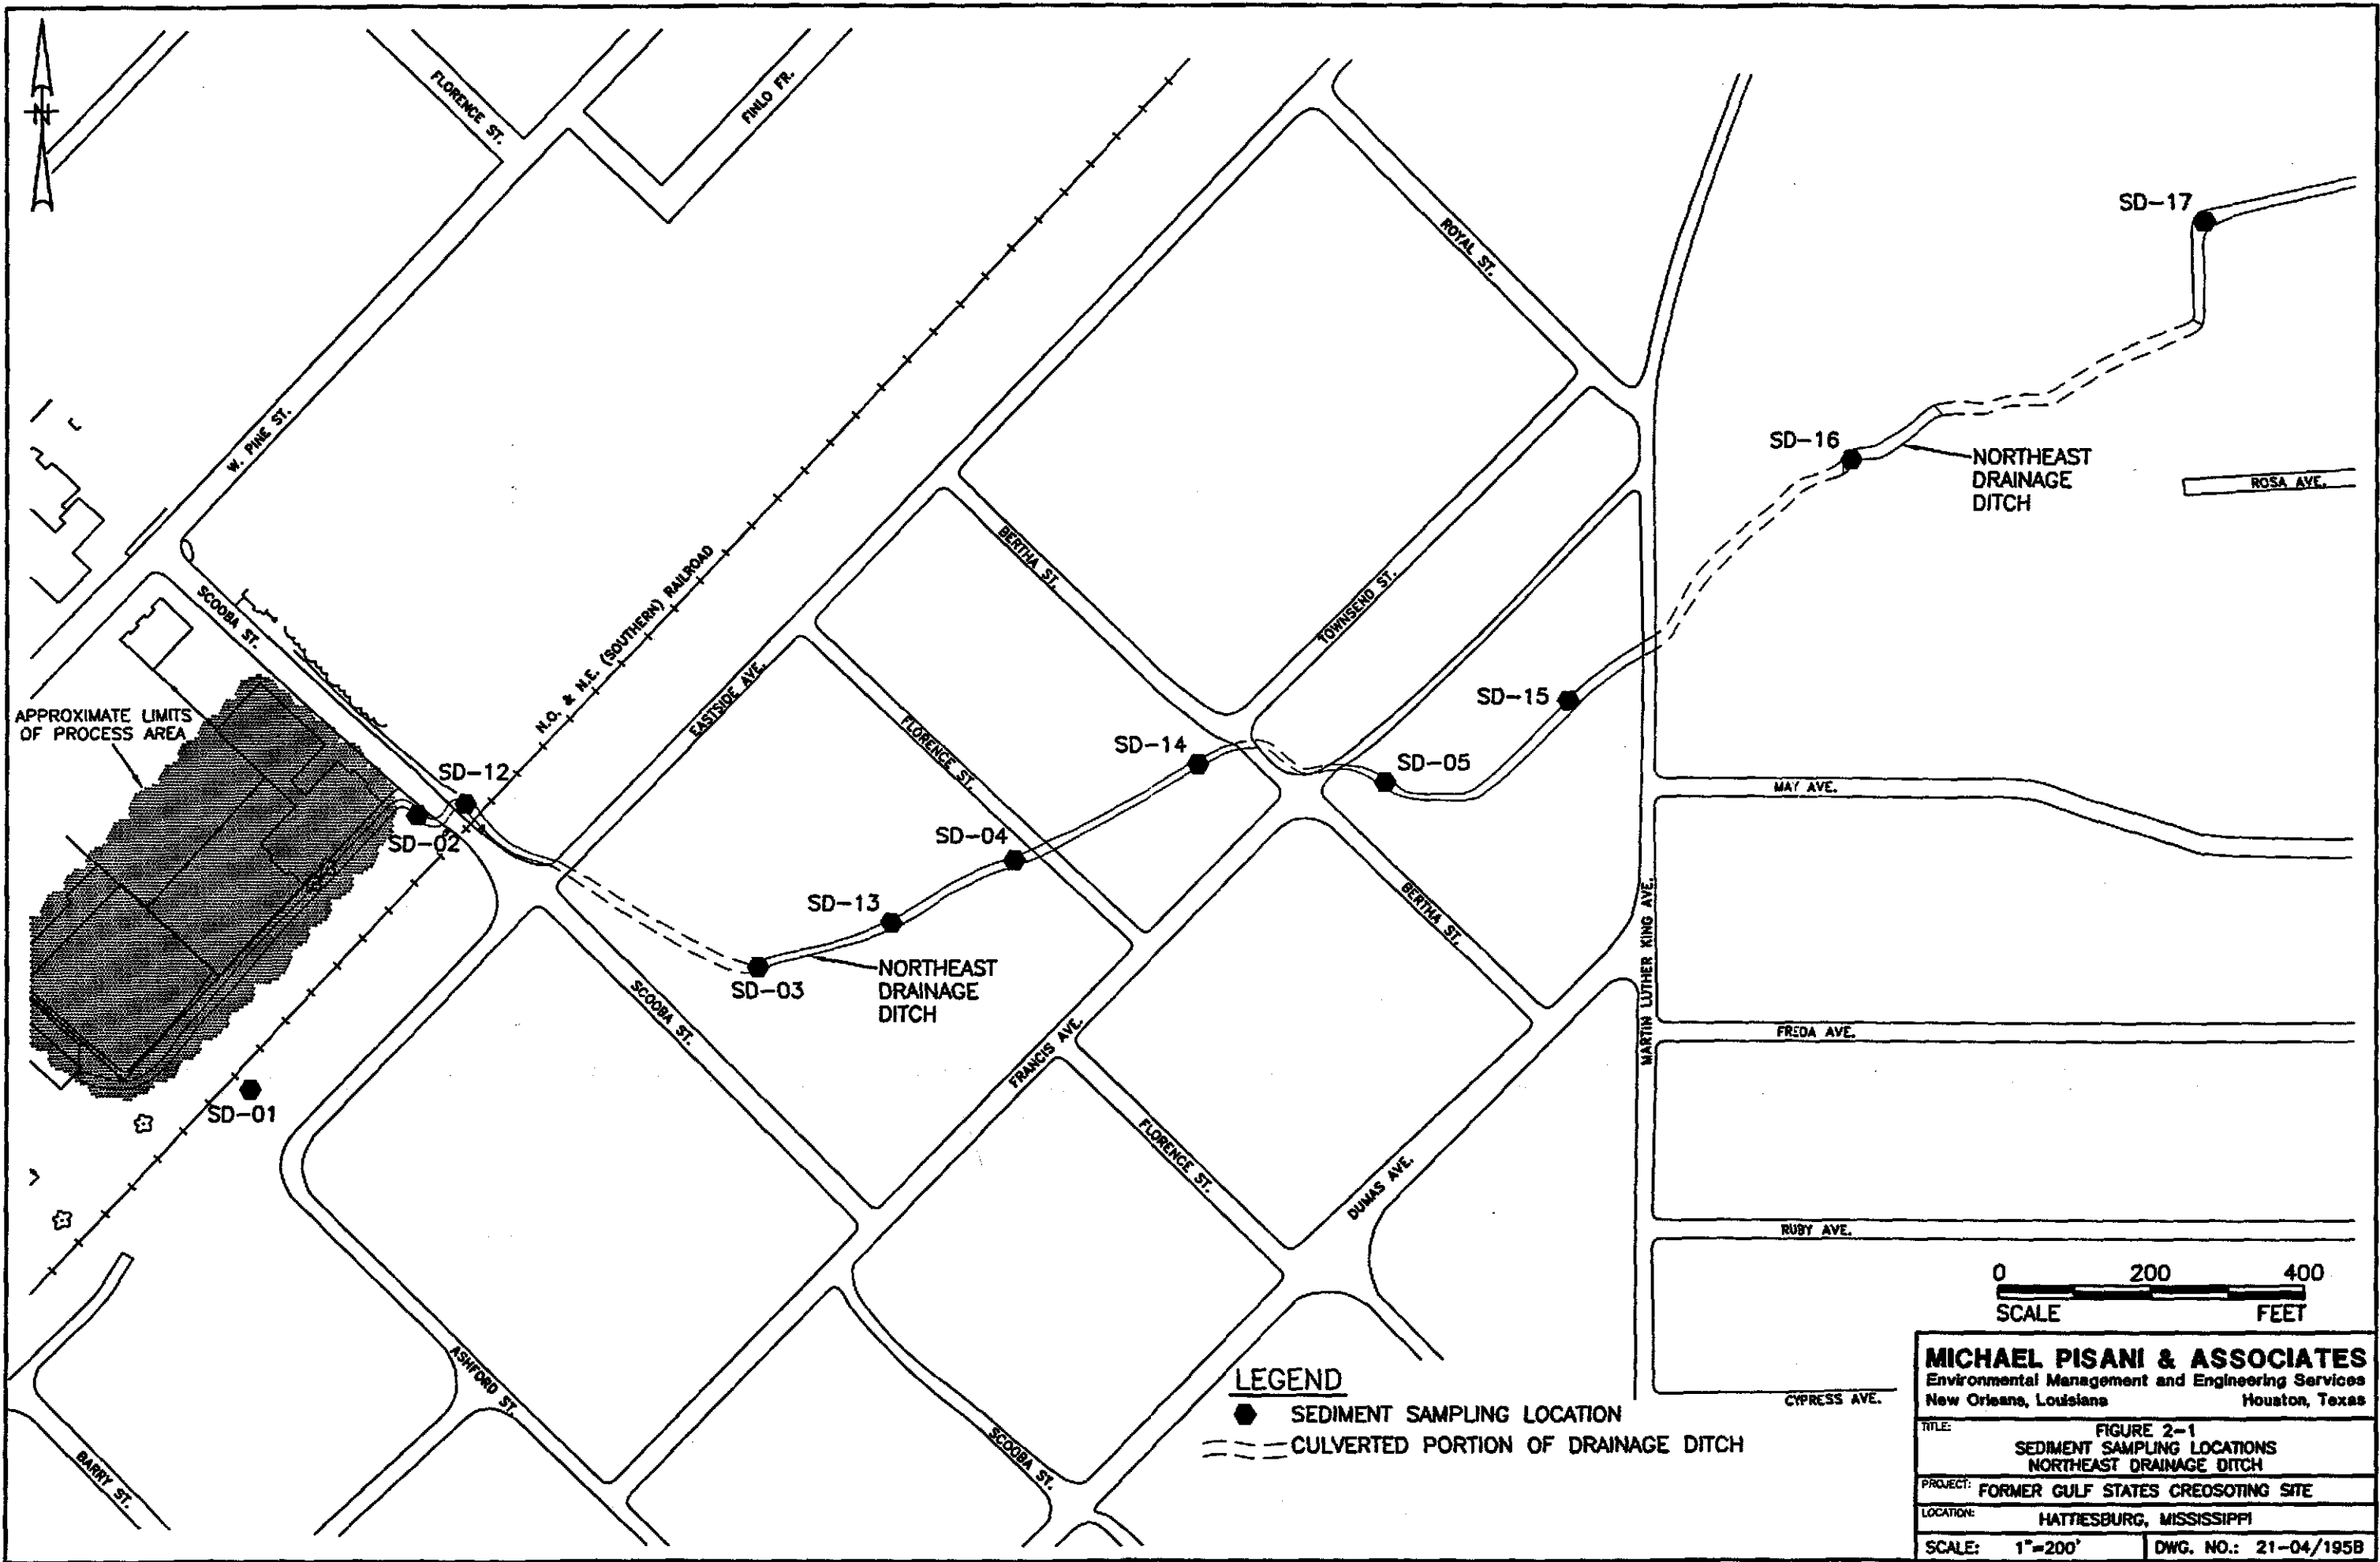 N
FLORENCE ST.
FINLO FR.
ROYAL ST.
SD-17
W. PINE ST.
SD-16
NORTHEAST
DRAINAGE
DITCH
ROSA AVE.
SCOOBA ST.
N.O. & N.E. (SOUTHERN) RAILROAD
BERTHA ST.
TOWNSEND ST.
EASTSIDE AVE.
FLORENCE ST.
SD-15
APPROXIMATE LIMITS
OF PROCESS AREA
SD-12
SD-14
SD-05
MAY AVE.
SD-02
SD-04
SD-13
BERTHA ST.
MARTIN LUTHER KING AVE.
SD-03
NORTHEAST
DRAINAGE
DITCH
SCOOBA ST.
FRANCIS AVE.
FREDA AVE.
SD-01
FLORENCE ST.
DUMAS AVE.
RUBY AVE.
0 200 400
SCALE FEET
ASHFORD ST.
BARRY ST.
SCOOBA ST.
CYPRESS AVE.
LEGEND
SEDIMENT SAMPLING LOCATION
CULVERTED PORTION OF DRAINAGE DITCH
MICHAEL PISANI & ASSOCIATES
Environmental Management and Engineering Services
New Orleans, Louisiana Houston, Texas
TITLE: FIGURE 2-1
SEDIMENT SAMPLING LOCATIONS
NORTHEAST DRAINAGE DITCH
PROJECT: FORMER GULF STATES CREOSOTING SITE
LOCATION: HATTIESBURG, MISSISSIPPI
SCALE: 1"=200' DWG. NO.: 21-04/195B